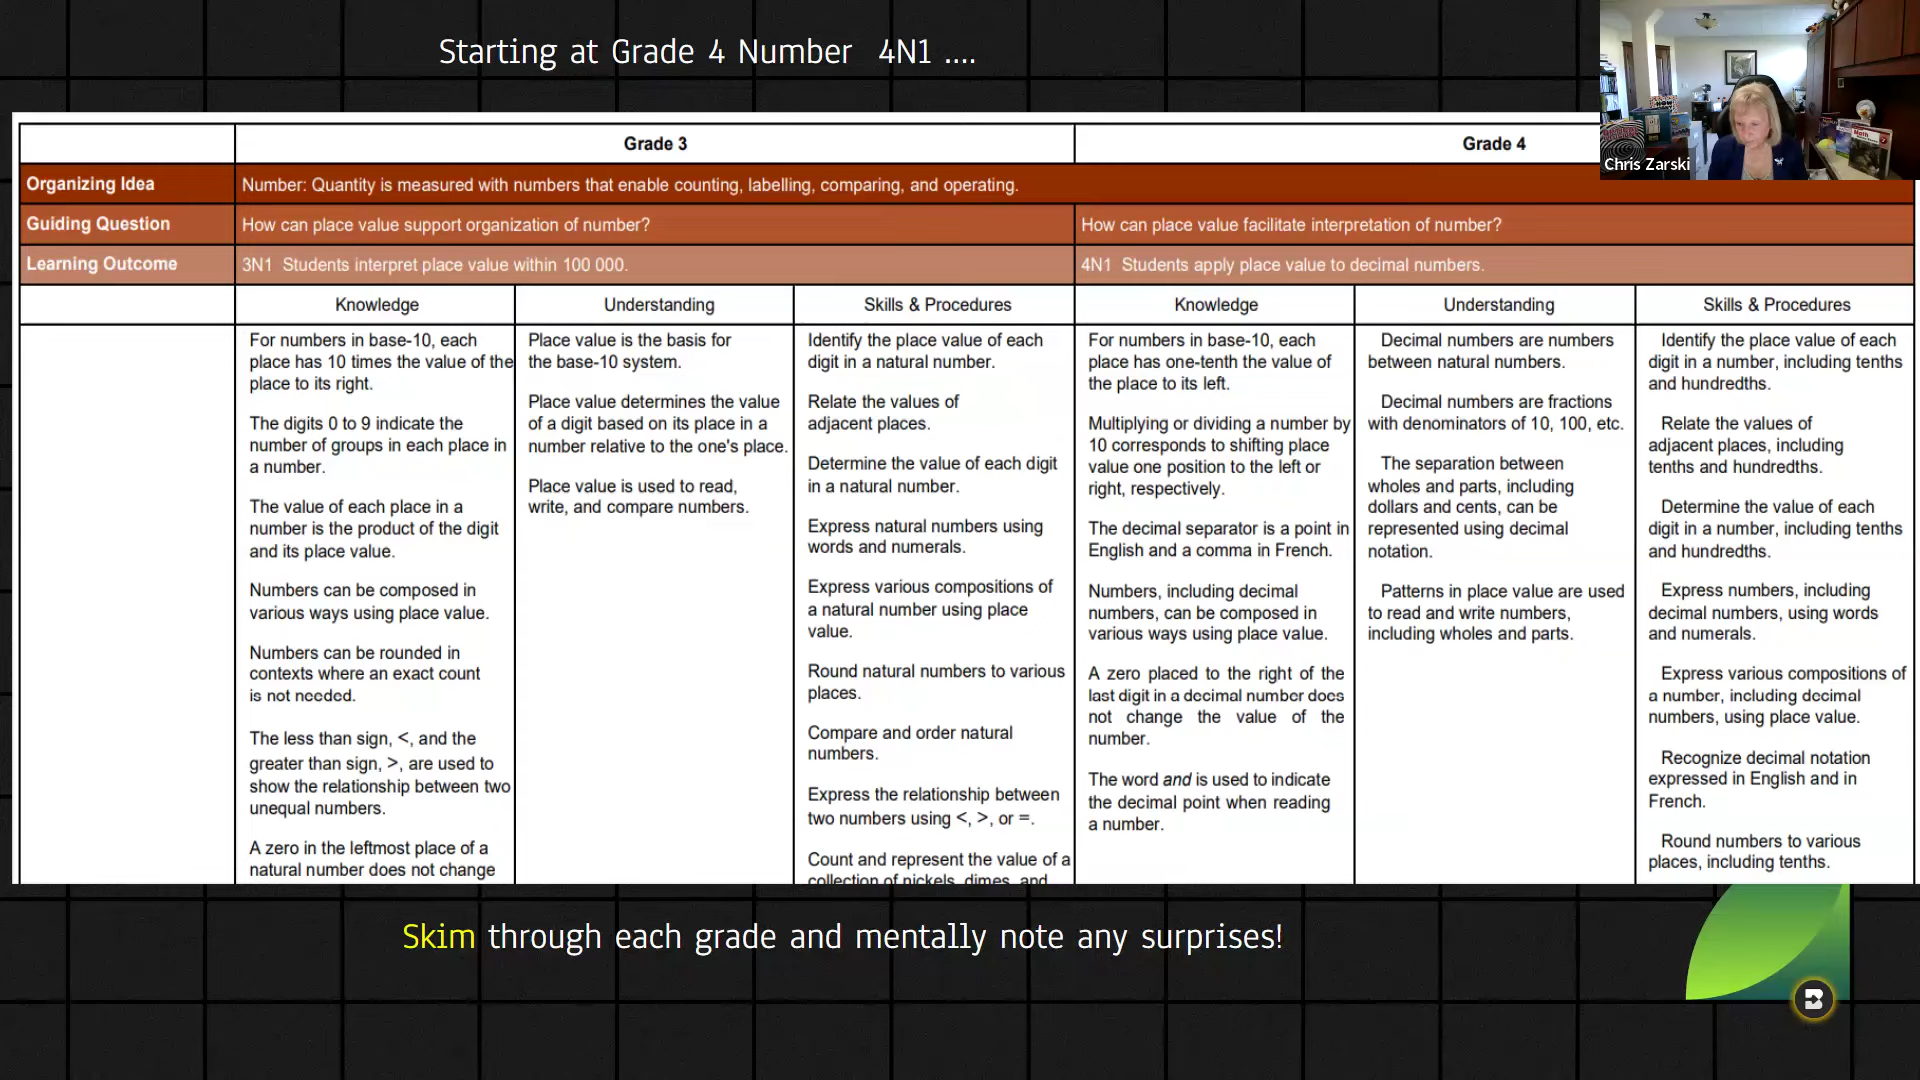 Starting at Grade 4 Number 4N1 ....
Chris Zarski
Grade 3
Grade 4
Organizing Idea
Number: Quantity is measured with numbers that enable counting, labelling, comparing, and operating.
Guiding Question
How can place value support organization of number?
How can place value facilitate interpretation of number?
Learning Outcome
3N1 Students interpret place value within 100 000.
4N1 Students apply place value to decimal numbers.
Knowledge
Understanding
Skills & Procedures
Knowledge
Understanding
Skills & Procedures
For numbers in base-10, each
place has 10 times the value of the
place to its right.
The digits 0 to 9 indicate the
number of groups in each place in
a number.
The value of each place in a
number is the product of the digit
and its place value.
Numbers can be composed in
various ways using place value.
Numbers can be rounded in
contexts where an exact count
is not needed.
The less than sign, <, and the
greater than sign, >, are used to
show the relationship between two
unequal numbers.
A zero in the leftmost place of a
natural number does not change
Place value is the basis for
the base-10 system.
Place value determines the value
of a digit based on its place in a
number relative to the one's place.
Place value is used to read,
write, and compare numbers.
Identify the place value of each
digit in a natural number.
Relate the values of
adjacent places.
Determine the value of each digit
in a natural number.
Express natural numbers using
words and numerals.
Express various compositions of
a natural number using place
value.
Round natural numbers to various
places.
Compare and order natural
numbers.
Express the relationship between
two numbers using <, >, or =.
Count and represent the value of a
collection of nickels, dimes, and
For numbers in base-10, each
place has one-tenth the value of
the place to its left.
Multiplying or dividing a number by
10 corresponds to shifting place
value one position to the left or
right, respectively.
The decimal separator is a point in
English and a comma in French.
Numbers, including decimal
numbers, can be composed in
various ways using place value.
A zero placed to the right of the
last digit in a decimal number does
not change the value of the
number.
The word and is used to indicate
the decimal point when reading
a number.
Decimal numbers are numbers
between natural numbers.
Decimal numbers are fractions
with denominators of 10, 100, etc.
The separation between
wholes and parts, including
dollars and cents, can be
represented using decimal
notation.
Patterns in place value are used
to read and write numbers,
including wholes and parts.
Identify the place value of each
digit in a number, including tenths
and hundredths.
Relate the values of
adjacent places, including
tenths and hundredths.
Determine the value of each
digit in a number, including tenths
and hundredths.
Express numbers, including
decimal numbers, using words
and numerals.
Express various compositions of
a number, including decimal
numbers, using place value.
Recognize decimal notation
expressed in English and in
French.
Round numbers to various
places, including tenths.
Skim through each grade and mentally note any surprises!